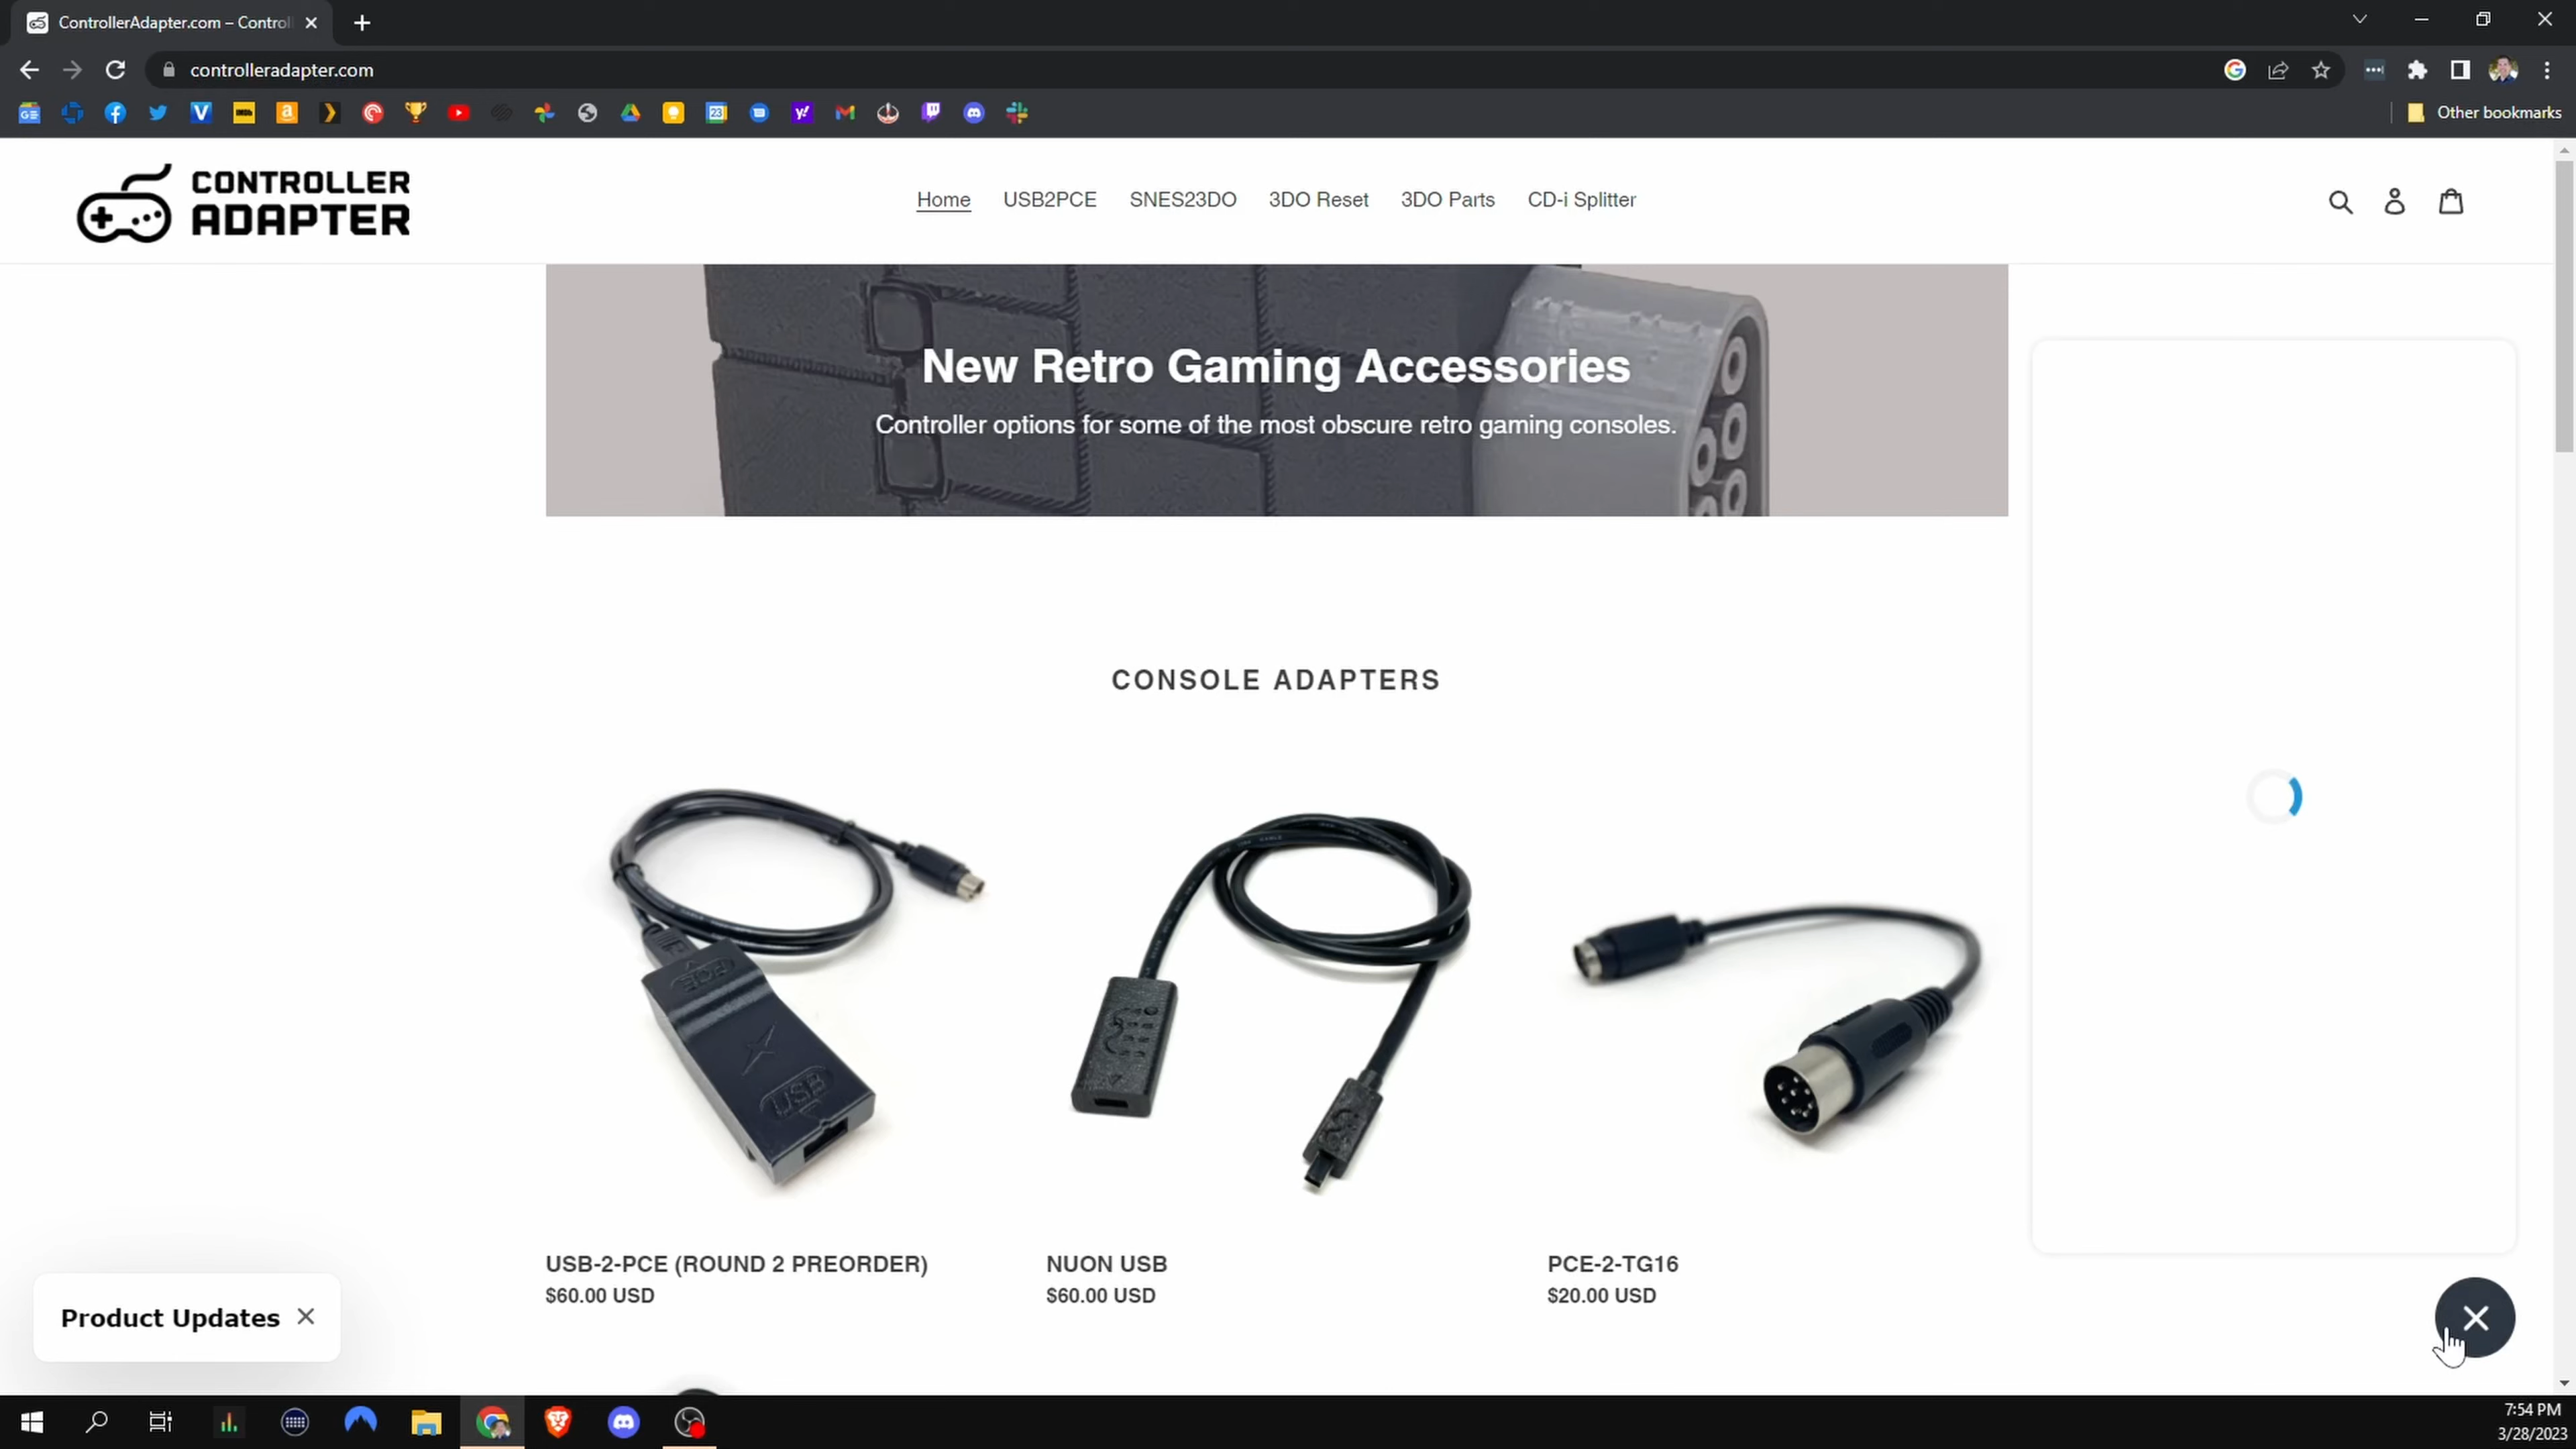 ControllerAdapter.com – Control
controlleradapter.com
Other bookmarks
CONTROLLER
ADAPTER
Home USB2PCE SNES23DO 3DO Reset 3DO Parts CD-i Splitter
New Retro Gaming Accessories
Controller options for some of the most obscure retro gaming consoles.
CONSOLE ADAPTERS
PCE
USB
USB-2-PCE (ROUND 2 PREORDER)
$60.00 USD
NUON USB
$60.00 USD
PCE-2-TG16
$20.00 USD
Product Updates
7:54 PM
3/28/2023